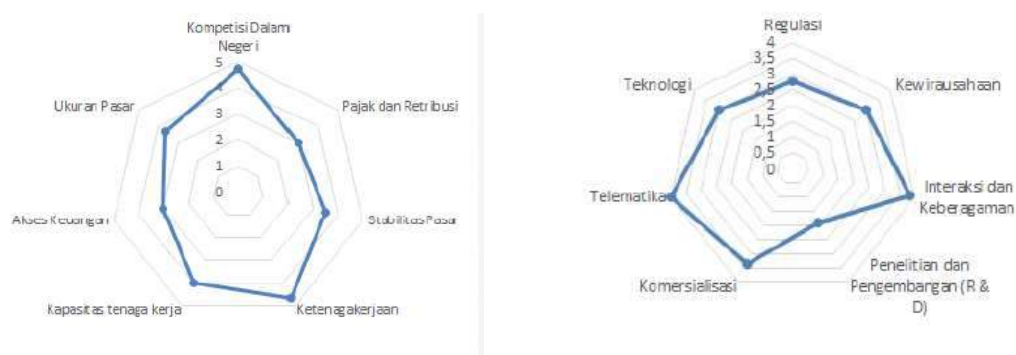 Kompetisi Dalam
Negeri
5
4
3
2
1
0
Pajak dan Retribusi
Stabilitas Pasar
Ketenagakerjaan
Kapasitas tenaga kerja
Akses Keuangan
Ukuran Pasar
Regulasi
4
3,5
3
2,5
2
1,5
1
0,5
0
Kewirausahaan
Interaksi dan
Keberagaman
Penelitian dan
Pengembangan (R &
D)
Komersialisasi
Telematika
Teknologi